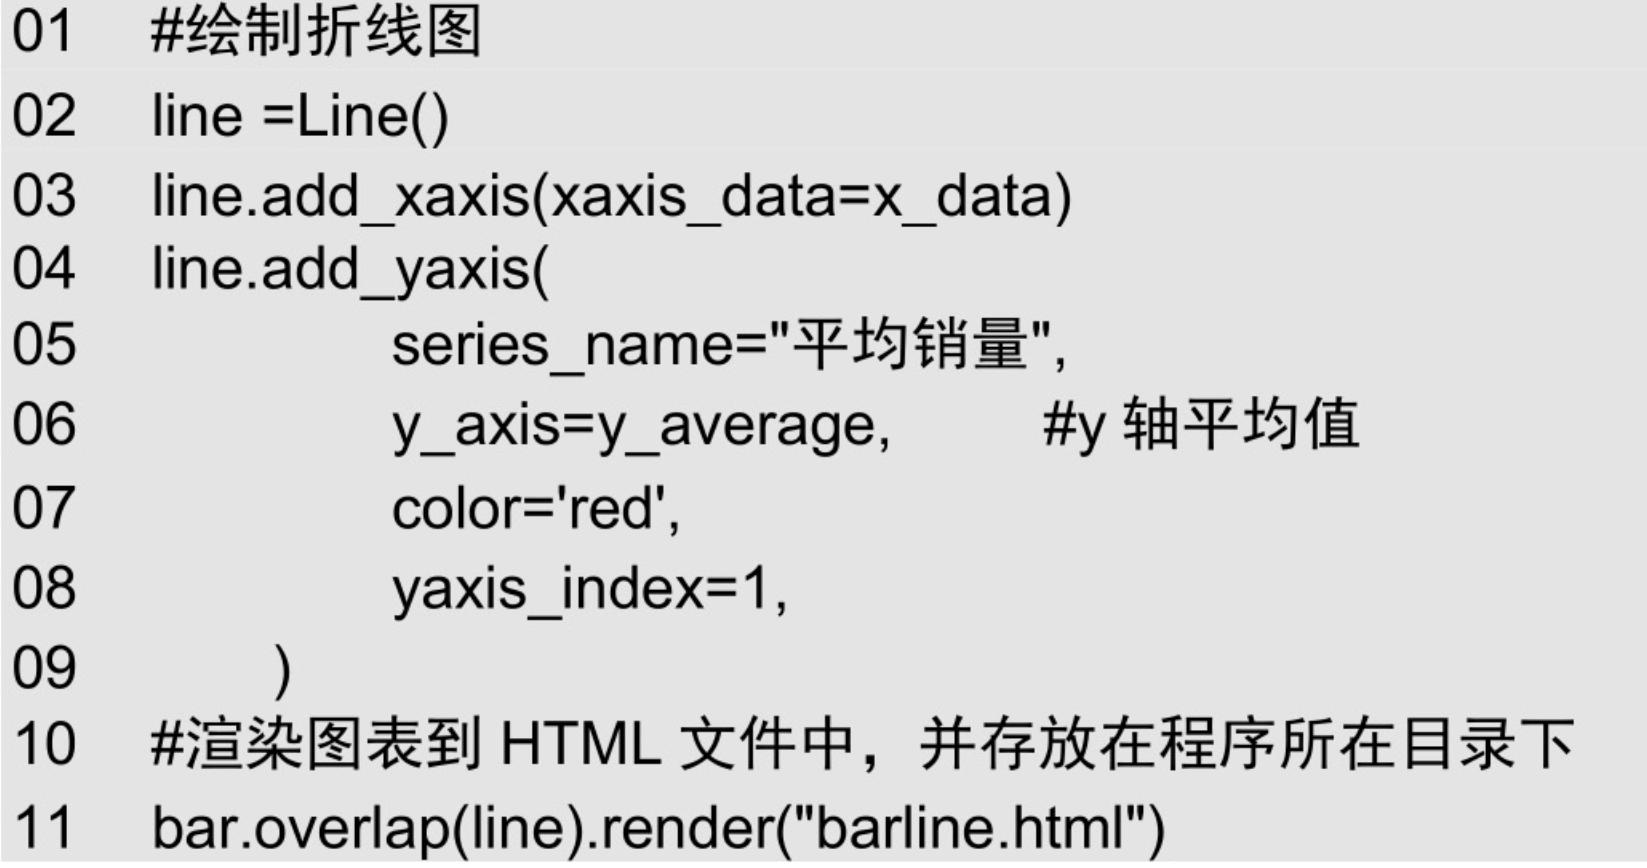 01 #绘制折线图
02 line =Line()
03 line.add_xaxis(xaxis_data=x_data)
04 line.add_yaxis(
05 series_name="平均销量",
06 y_axis=y_average, #y 轴平均值
07 color='red',
08 yaxis_index=1,
09 )
10 #渲染图表到 HTML 文件中，并存放在程序所在目录下
11 bar.overlap(line).render("barline.html")